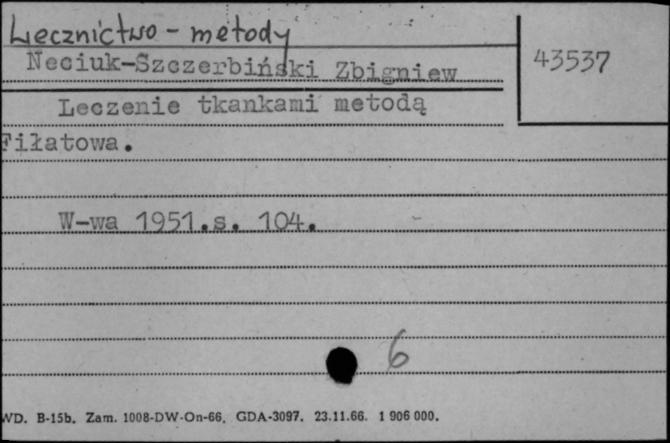 Lecznictwo - metody
43537
Neciuk-Szczerbiński Zbigniew
Leczenie tkankami metodą
Fiłatowa.
W-wa 1951.s. 104.
6
WD. B-15b. Zam. 1008-DW-On-66. GDA-3097. 23.11.66. 1 906 000.